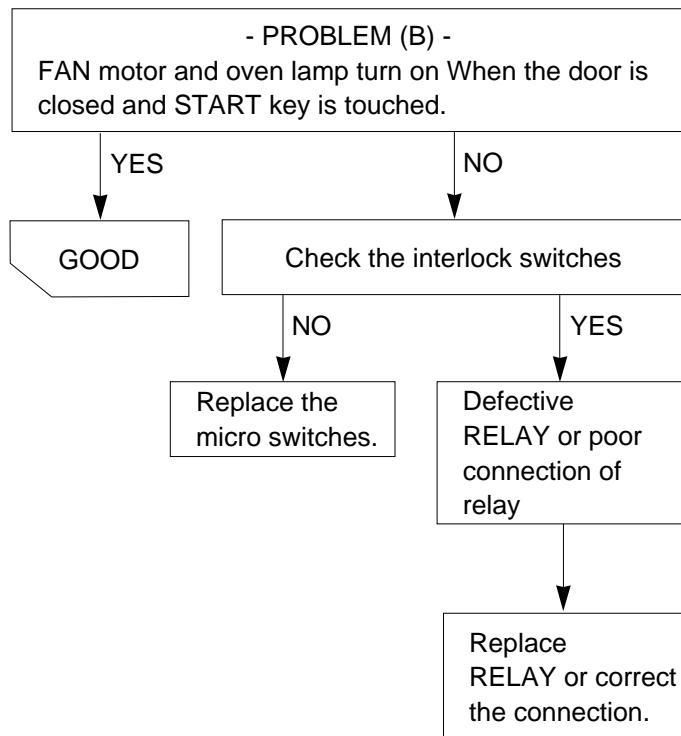 - PROBLEM (B) -
FAN motor and oven lamp turn on When the door is
closed and START key is touched.
YES
NO
GOOD
Check the interlock switches
NO
YES
Replace the
micro switches.
Defective
RELAY or poor
connection of
relay
Replace
RELAY or correct
the connection.